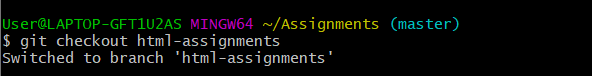 User@LAPTOP-GFT1U2AS MINGW64 ~/Assignments (master)
$ git checkout html-assignments
Switched to branch 'html-assignments'